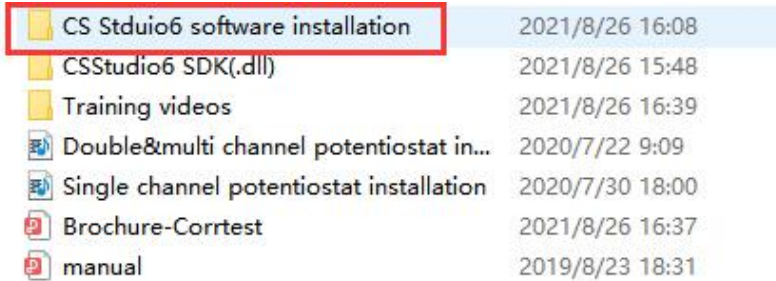 CS Stduio6 software installation 2021/8/26 16:08
CSStudio6 SDK(.dll) 2021/8/26 15:48
Training videos 2021/8/26 16:39
Double&multi channel potentiostat in... 2020/7/22 9:09
Single channel potentiostat installation 2020/7/30 18:00
Brochure-Corrtest 2021/8/26 16:37
manual 2019/8/23 18:31